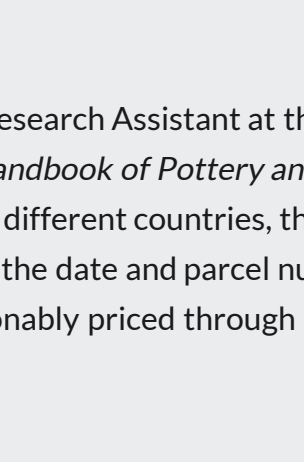 esearch Assistant at th
andbook of Pottery an
different countries, th
the date and parcel nu
onably priced through